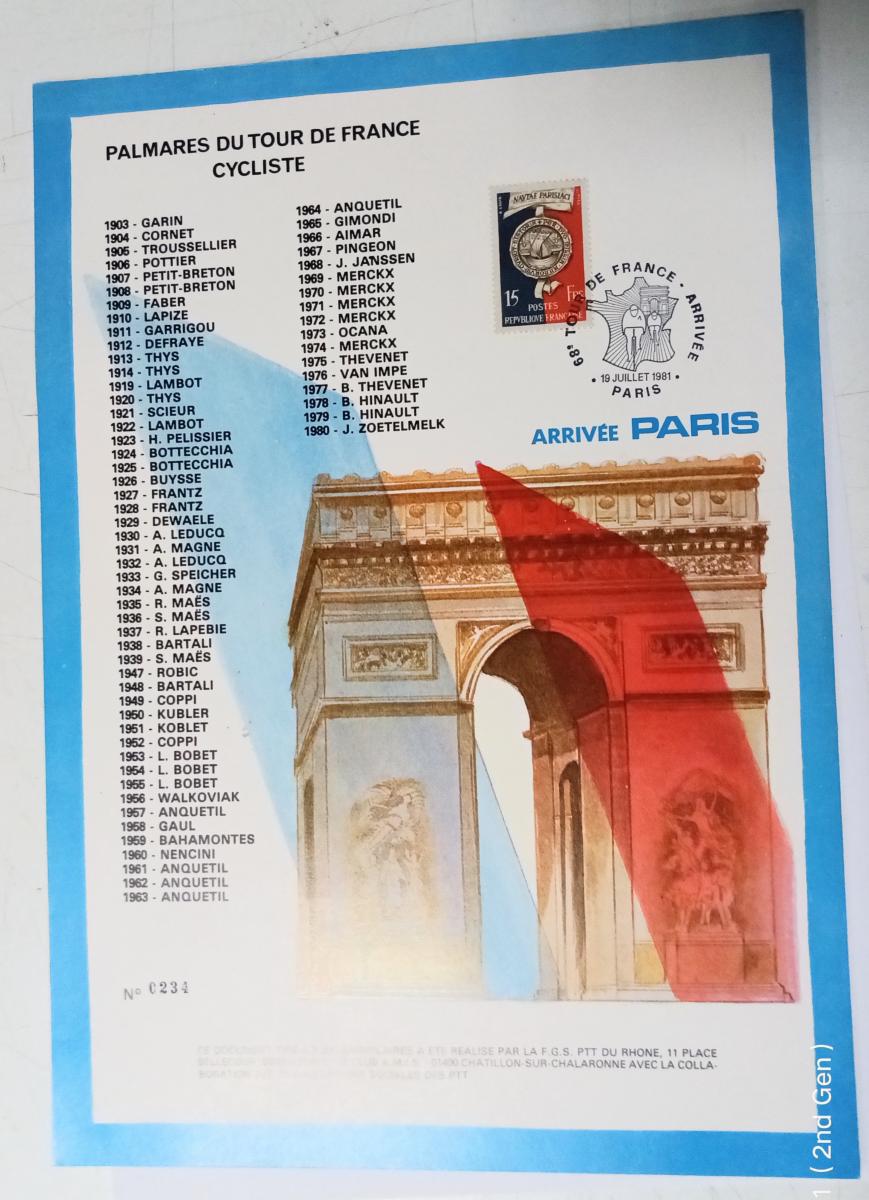 PALMARES DU TOUR DE FRANCE
CYCLISTE
1903 - GARIN
1904 - CORNET
1905 - TROUSSELLIER
1906 - POTTIER
1907 - PETIT-BRETON
1908 - PETIT-BRETON
1909 - FABER
1910 - LAPIZE
1911 - GARRIGOU
1912 - DEFRAYE
1913 - THYS
1914 - THYS
1919 - LAMBOT
1920 - THYS
1921 - SCIEUR
1922 - LAMBOT
1923 - H. PELISSIER
1924 - BOTTECCHIA
1925 - BOTTECCHIA
1926 - BUYSSE
1927 - FRANTZ
1928 - FRANTZ
1929 - DEWAELE
1930 - A. LEDUCQ
1931 - A. MAGNE
1932 - A. LEDUCQ
1933 - G. SPEICHER
1934 - A. MAGNE
1935 - R. MAËS
1936 - S. MAËS
1937 - R. LAPEBIE
1938 - BARTALI
1939 - S. MAËS
1947 - ROBIC
1948 - BARTALI
1949 - COPPI
1950 - KUBLER
1951 - KOBLET
1952 - COPPI
1953 - L. BOBET
1954 - L. BOBET
1955 - L. BOBET
1956 - WALKOVIAK
1957 - ANQUETIL
1958 - GAUL
1959 - BAHAMONTES
1960 - NENCINI
1961 - ANQUETIL
1962 - ANQUETIL
1963 - ANQUETIL
1964 - ANQUETIL
1965 - GIMONDI
1966 - AIMAR
1967 - PINGEON
1968 - J. JANSSEN
1969 - MERCKX
1970 - MERCKX
1971 - MERCKX
1972 - MERCKX
1973 - OCANA
1974 - MERCKX
1975 - THEVENET
1976 - VAN IMPE
1977 - B. THEVENET
1978 - B. HINAULT
1979 - B. HINAULT
1980 - J. ZOETELMELK
NAVTAE PARISIACI
15 Frs
POSTES
REPVBLIQVE FRANCAISE
68e TOUR DE FRANCE - ARRIVÉE
• 19 JUILLET 1981 •
PARIS
ARRIVÉE PARIS
N° 0234
CE DOCUMENT A ETE REALISE PAR LA F.G.S. PTT DU RHONE, 11 PLACE
01400 CHATILLON-SUR-CHALARONNE AVEC LA COLLA-
BORATION DES PTT
1 ( 2nd Gen )